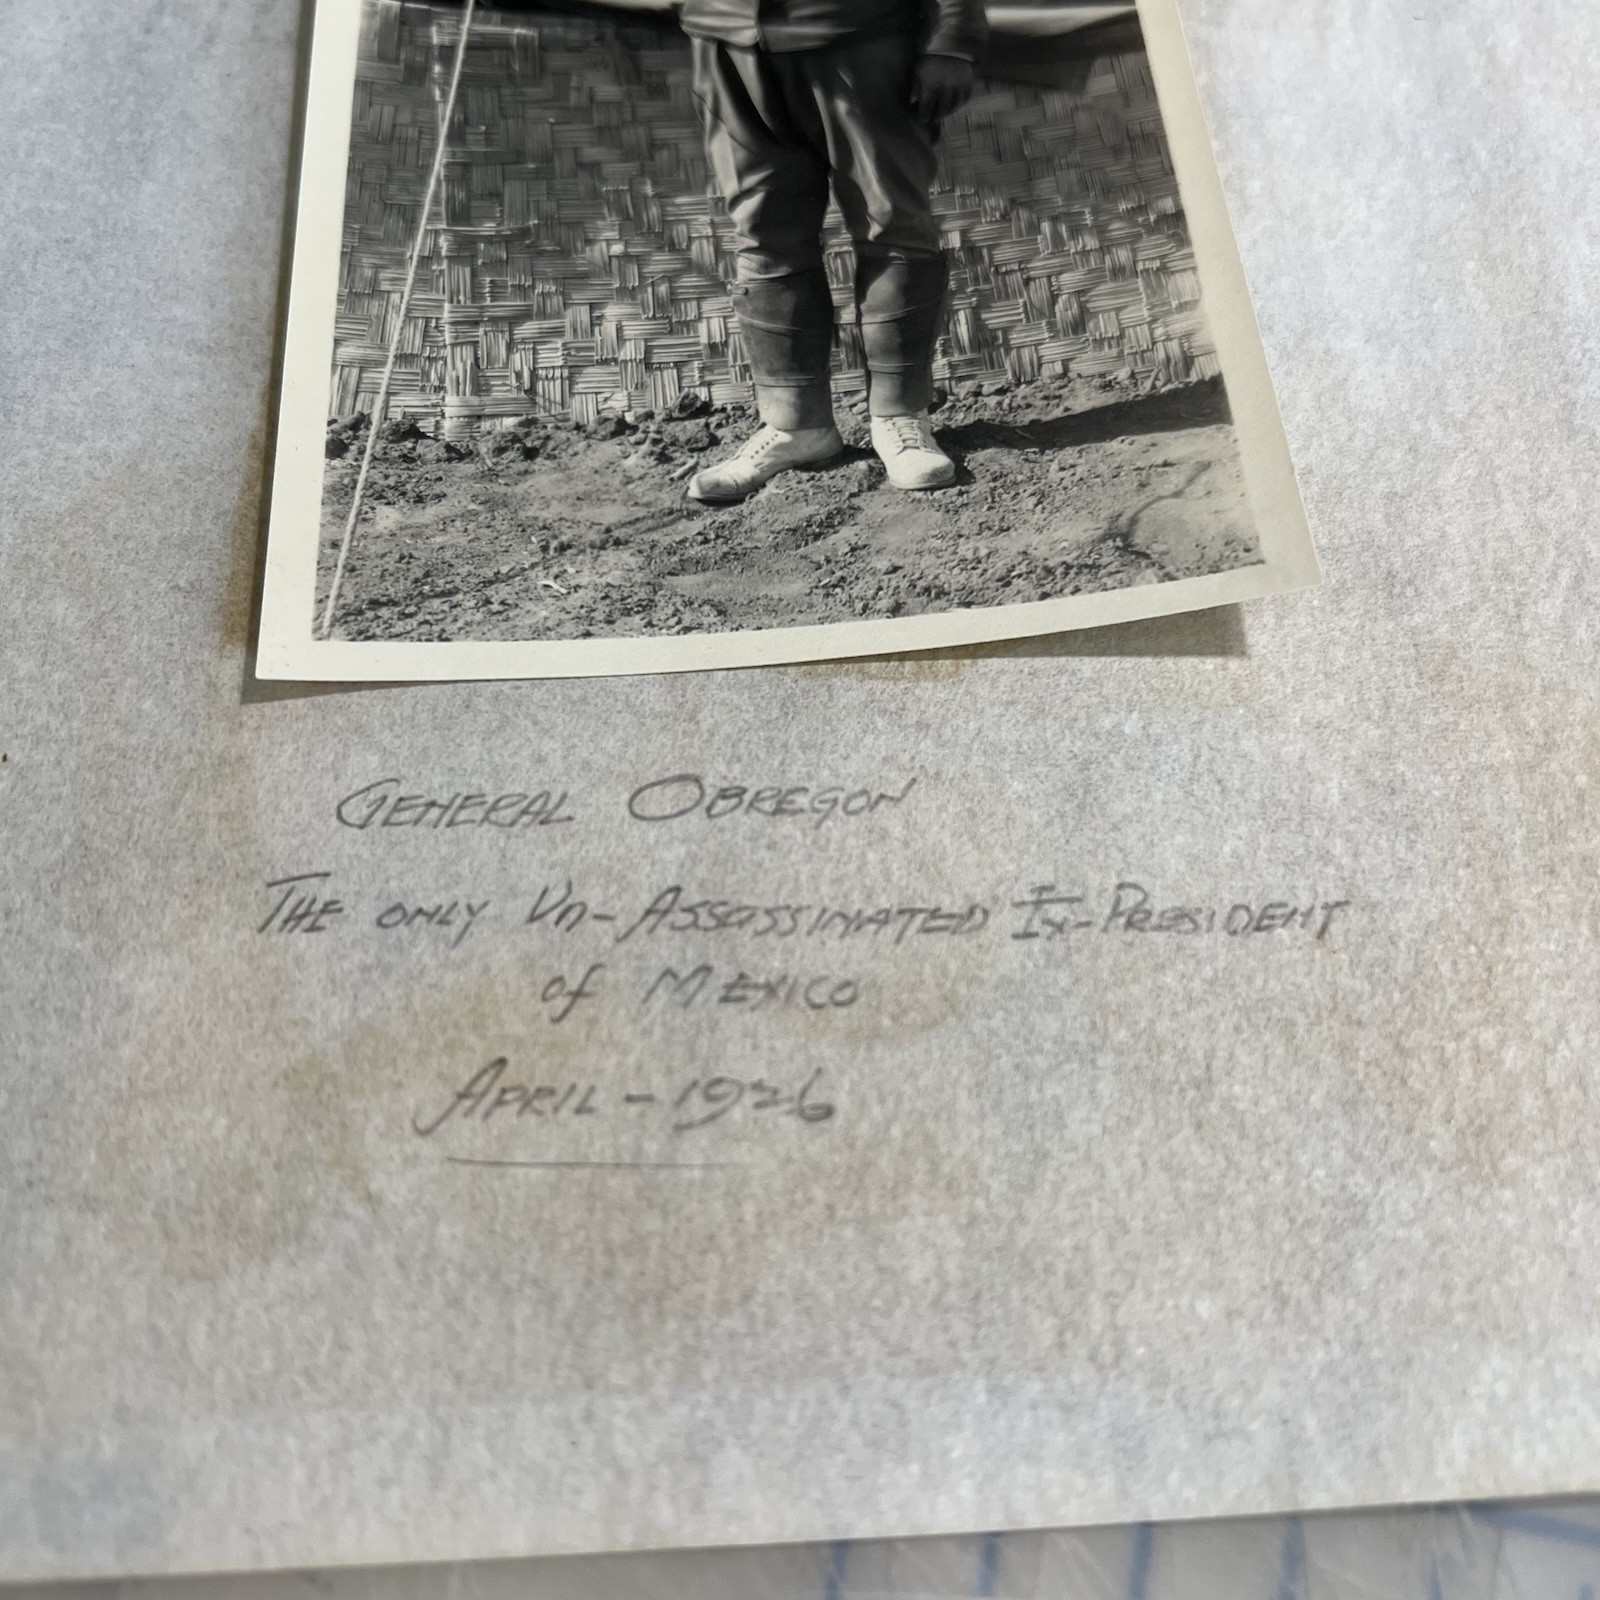 GENERAL OBREGON
THE ONLY Un-ASSASSINATED Ex-PRESIDENT
of MEXICO
APRIL - 1926